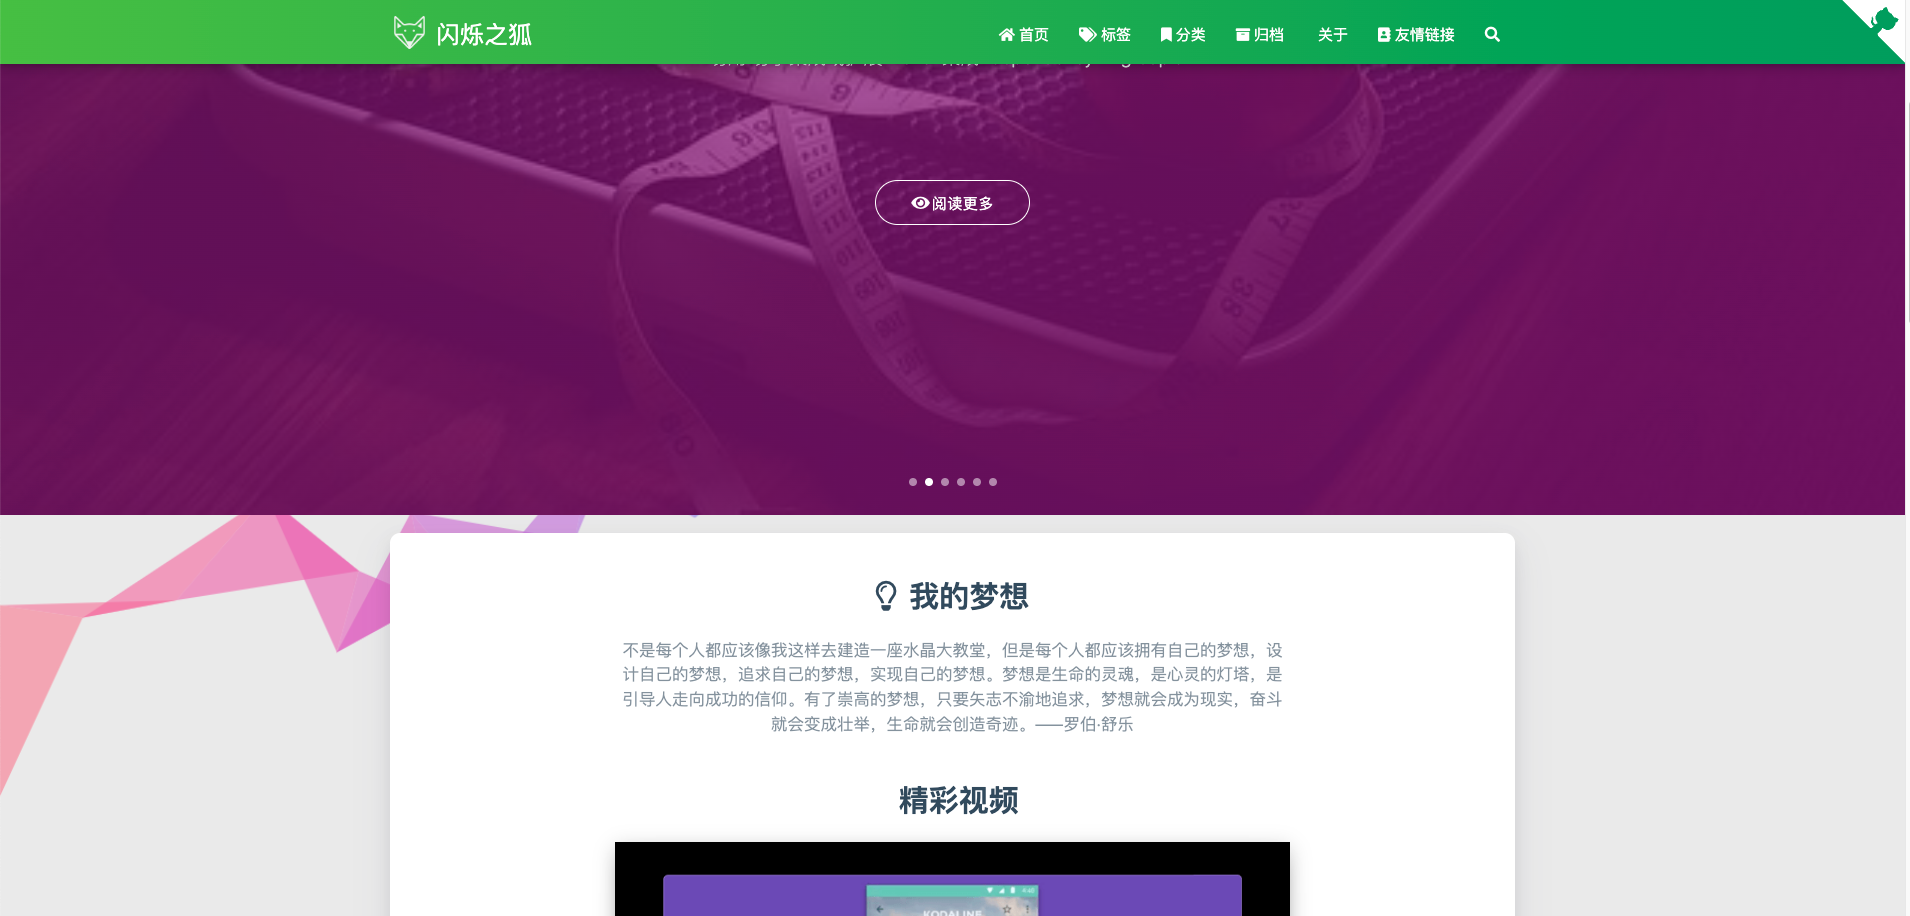 闪烁之狐
首页 标签 分类 归档 关于 友情链接
阅读更多
我的梦想
不是每个人都应该像我这样去建造一座水晶大教堂，但是每个人都应该拥有自己的梦想，设
计自己的梦想，追求自己的梦想，实现自己的梦想。梦想是生命的灵魂，是心灵的灯塔，是
引导人走向成功的信仰。有了崇高的梦想，只要矢志不渝地追求，梦想就会成为现实，奋斗
就会变成壮举，生命就会创造奇迹。——罗伯·舒乐
精彩视频
KODALINE